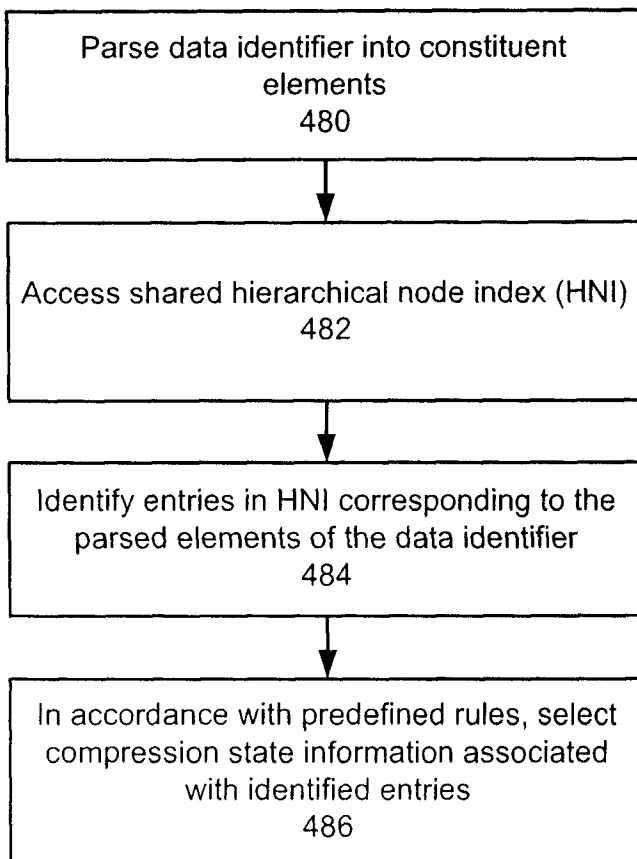 Parse data identifier into constituent
elements
480
Access shared hierarchical node index (HNI)
482
Identify entries in HNI corresponding to the
parsed elements of the data identifier
484
In accordance with predefined rules, select
compression state information associated
with identified entries
486